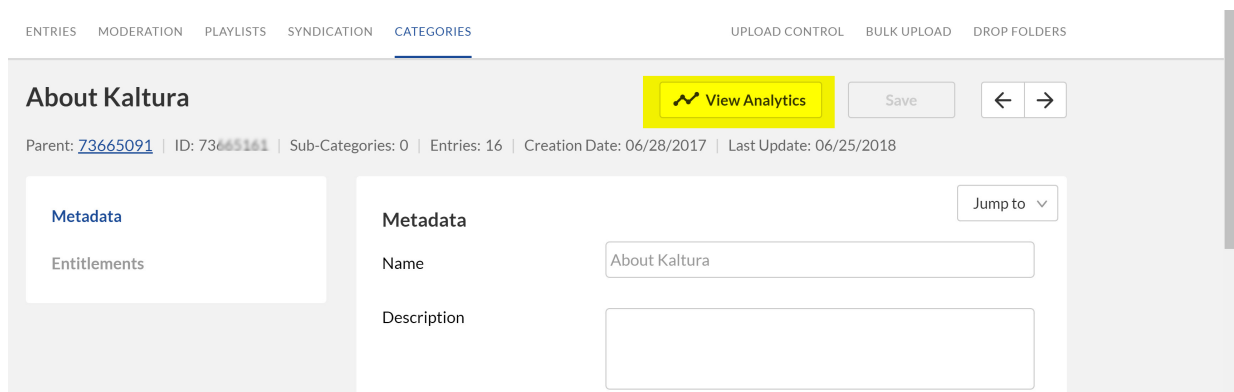 ENTRIES MODERATION PLAYLISTS SYNDICATION CATEGORIES UPLOAD CONTROL BULK UPLOAD DROP FOLDERS
About Kaltura View Analytics Save
Parent: 73665091 | ID: 73 | Sub-Categories: 0 | Entries: 16 | Creation Date: 06/28/2017 | Last Update: 06/25/2018
Jump to
Metadata Metadata
Entitlements Name About Kaltura
Description